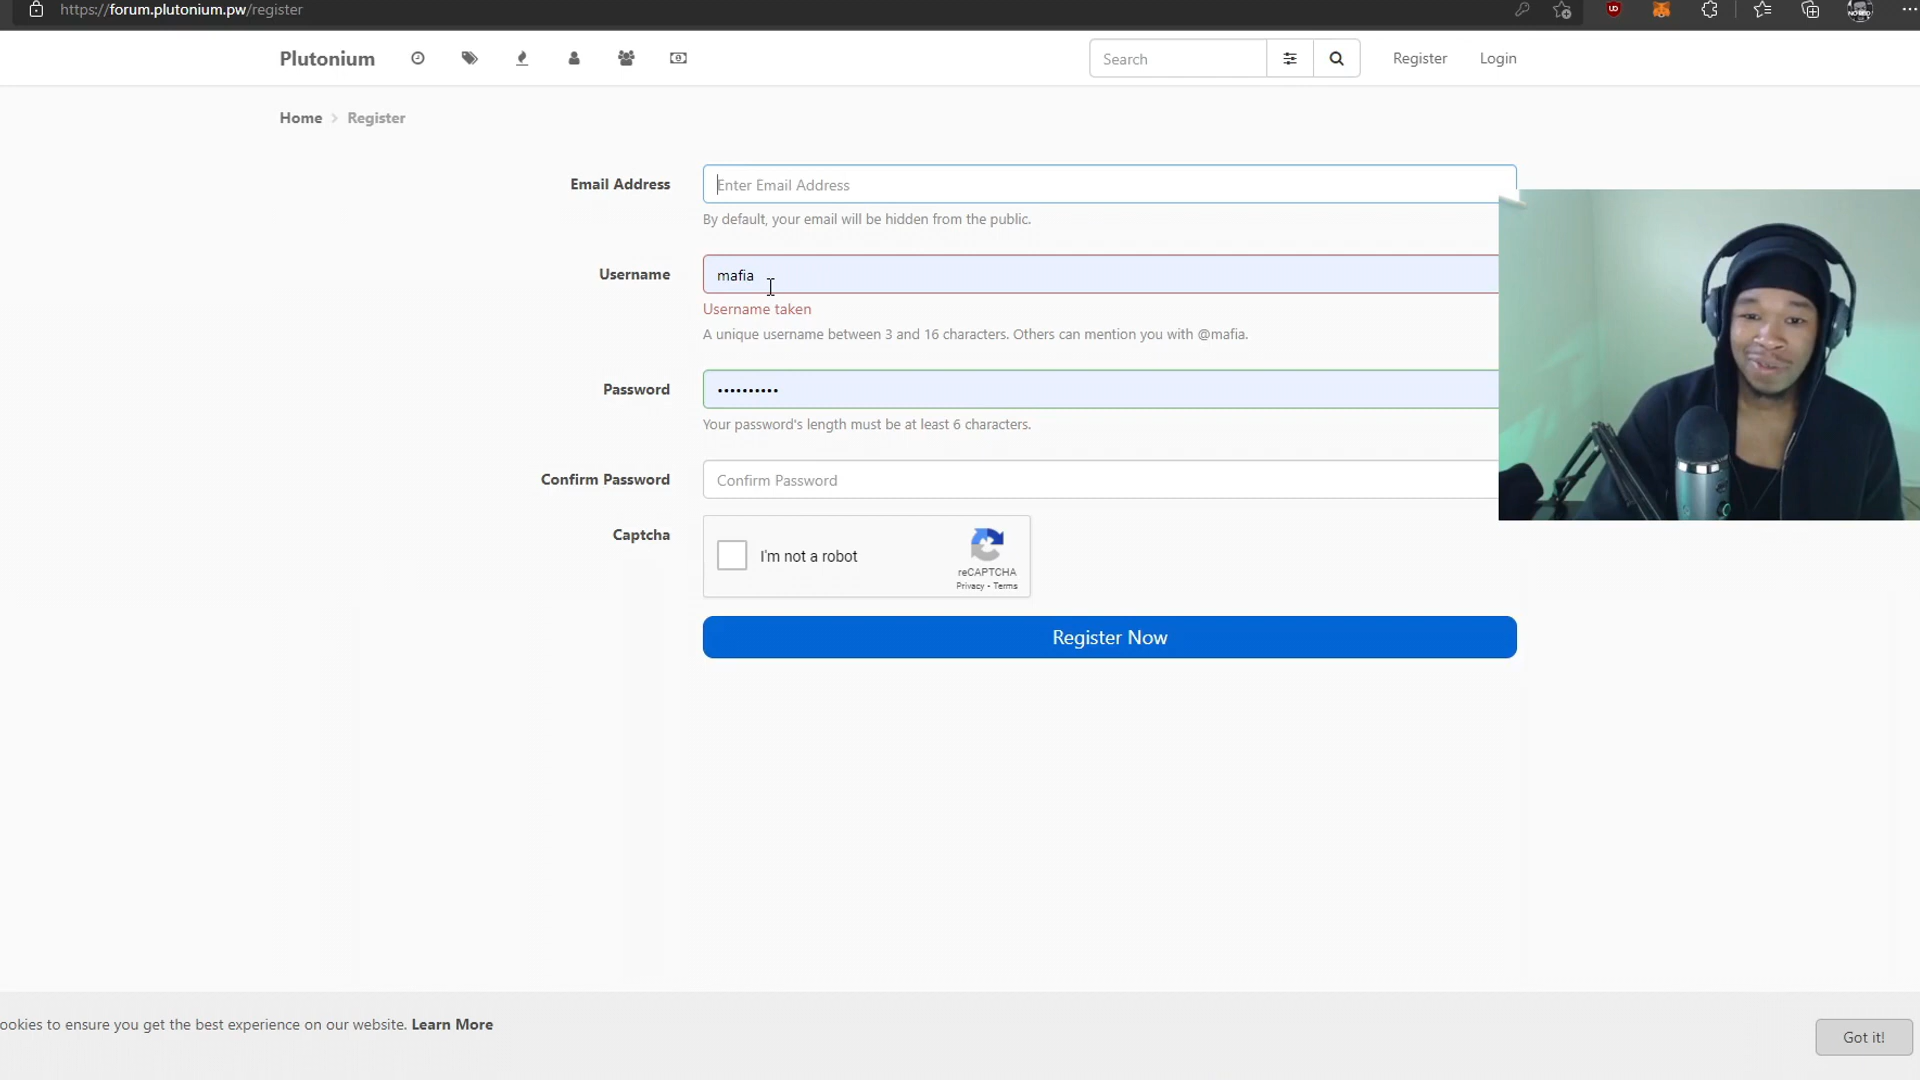 https://forum.plutonium.pw/register
Plutonium
Search
Register
Login
Home
Register
Email Address
Enter Email Address
By default, your email will be hidden from the public.
Username
mafia
Username taken
A unique username between 3 and 16 characters. Others can mention you with @mafia.
Password
••••••••••
Your password's length must be at least 6 characters.
Confirm Password
Confirm Password
Captcha
I'm not a robot
reCAPTCHA
Privacy - Terms
Register Now
ookies to ensure you get the best experience on our website. Learn More
Got it!